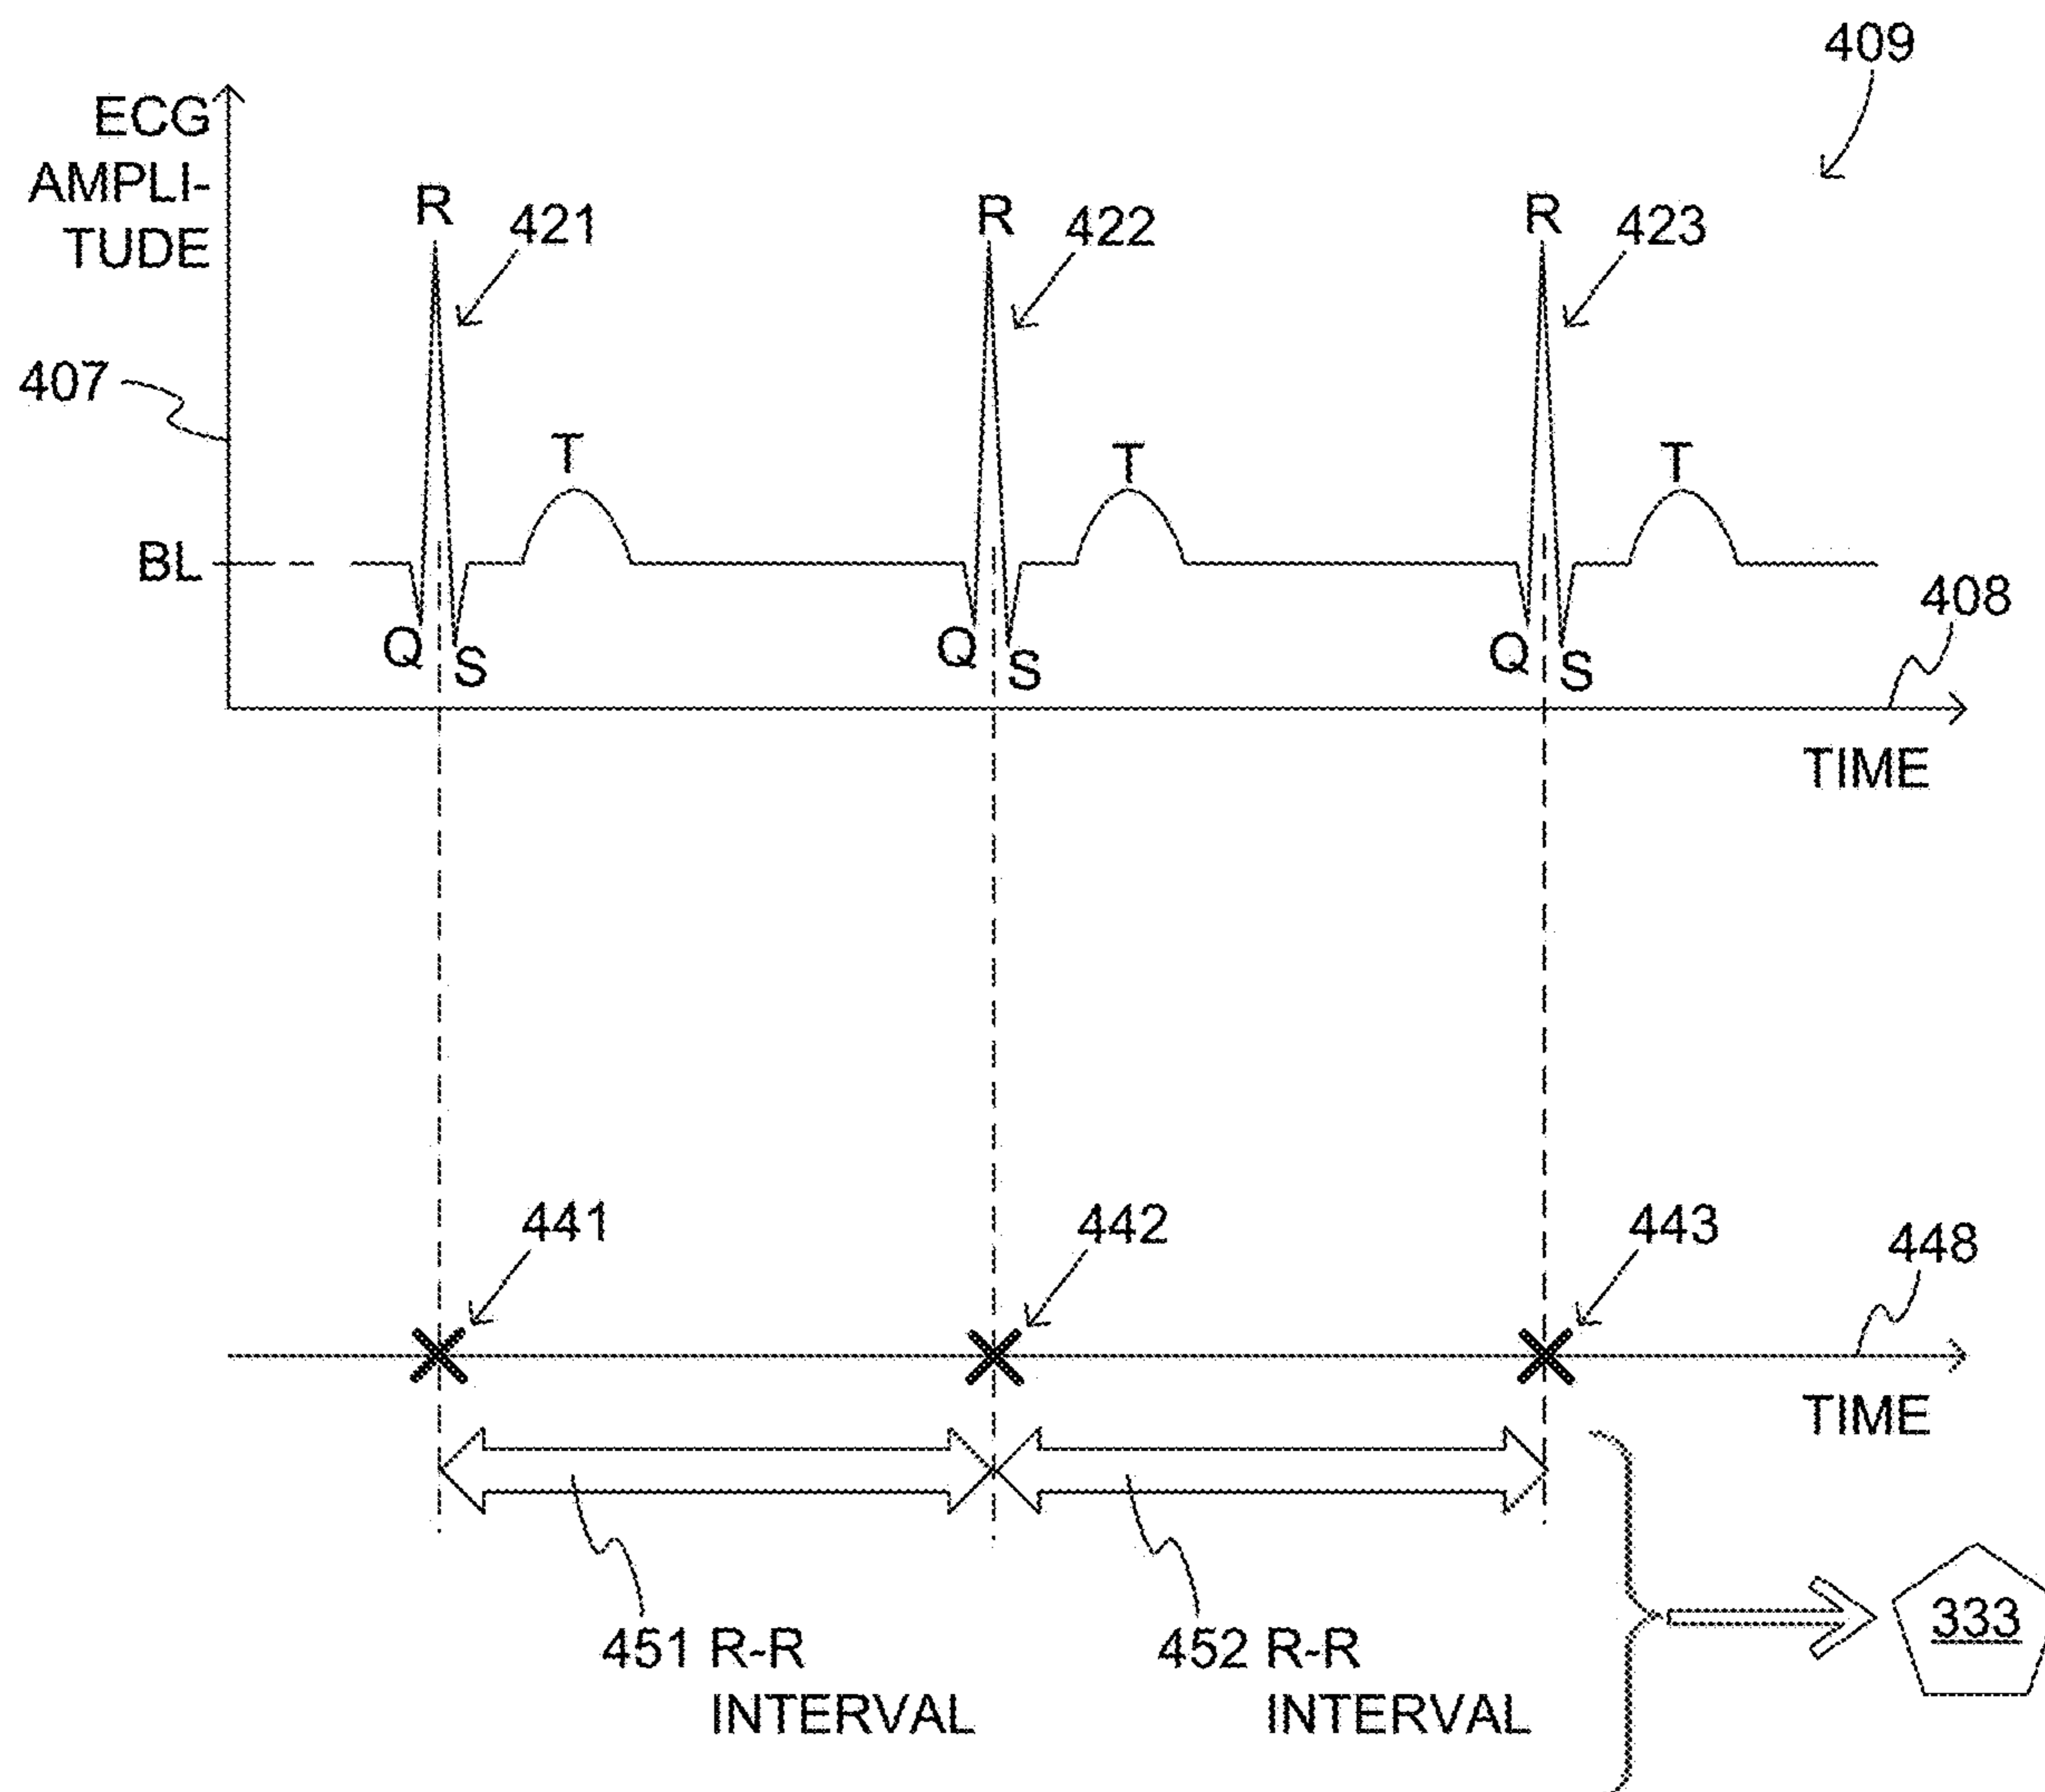 409
ECG
AMPLI-
TUDE
R
421
R
422
R
423
407
T
T
T
BL
Q
S
Q
S
Q
S
408
TIME
441
442
443
448
TIME
451 R-R
INTERVAL
452 R-R
INTERVAL
333